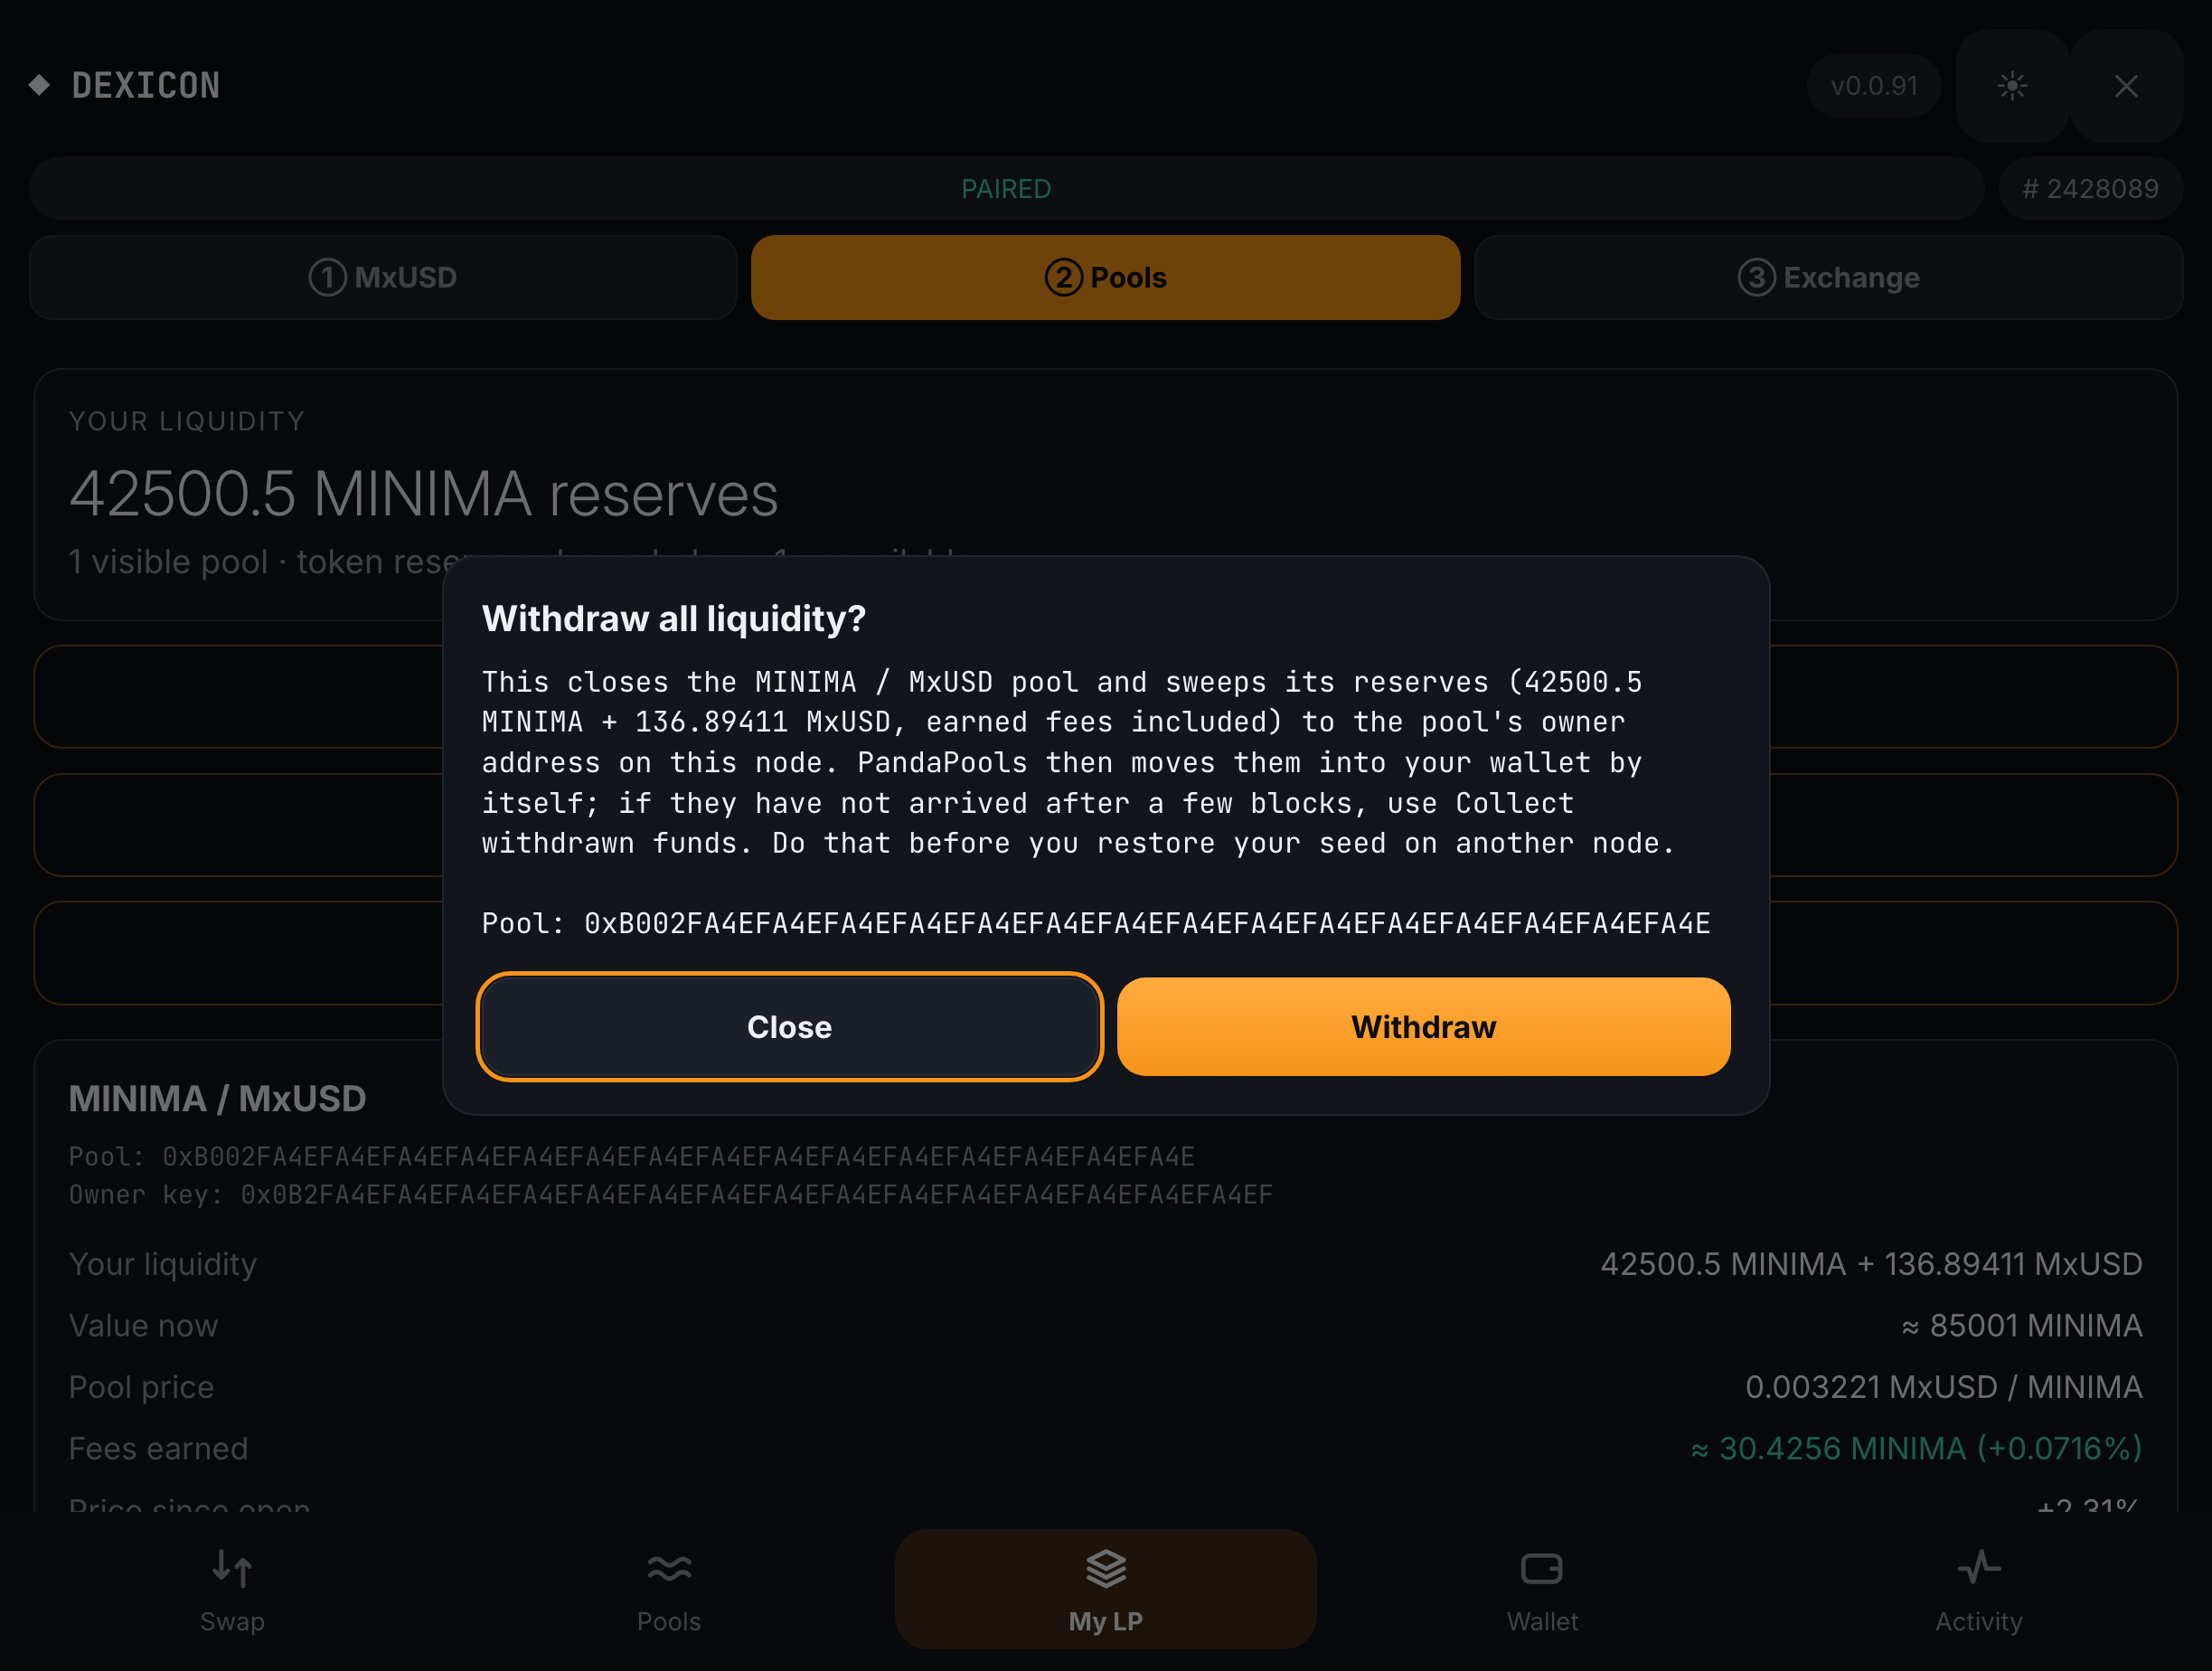 DEXICON
v0.0.91
PAIRED
# 2428089
1 MxUSD
2 Pools
3 Exchange
YOUR LIQUIDITY
42500.5 MINIMA reserves
1 visible pool · token
Withdraw all liquidity?
This closes the MINIMA / MxUSD pool and sweeps its reserves (42500.5
MINIMA + 136.89411 MxUSD, earned fees included) to the pool's owner
address on this node. PandaPools then moves them into your wallet by
itself; if they have not arrived after a few blocks, use Collect
withdrawn funds. Do that before you restore your seed on another node.
Pool: 0xB002FA4EFA4EFA4EFA4EFA4EFA4EFA4EFA4EFA4EFA4EFA4EFA4EFA4EFA4EFA4E
Close
Withdraw
MINIMA / MxUSD
Pool: 0xB002FA4EFA4EFA4EFA4EFA4EFA4EFA4EFA4EFA4EFA4EFA4EFA4EFA4EFA4EFA4E
Owner key: 0x0B2FA4EFA4EFA4EFA4EFA4EFA4EFA4EFA4EFA4EFA4EFA4EFA4EFA4EFA4EFA4EF
Your liquidity
42500.5 MINIMA + 136.89411 MxUSD
Value now
≈ 85001 MINIMA
Pool price
0.003221 MxUSD / MINIMA
Fees earned
≈ 30.4256 MINIMA (+0.0716%)
Price since open
+2.31%
Swap
Pools
My LP
Wallet
Activity